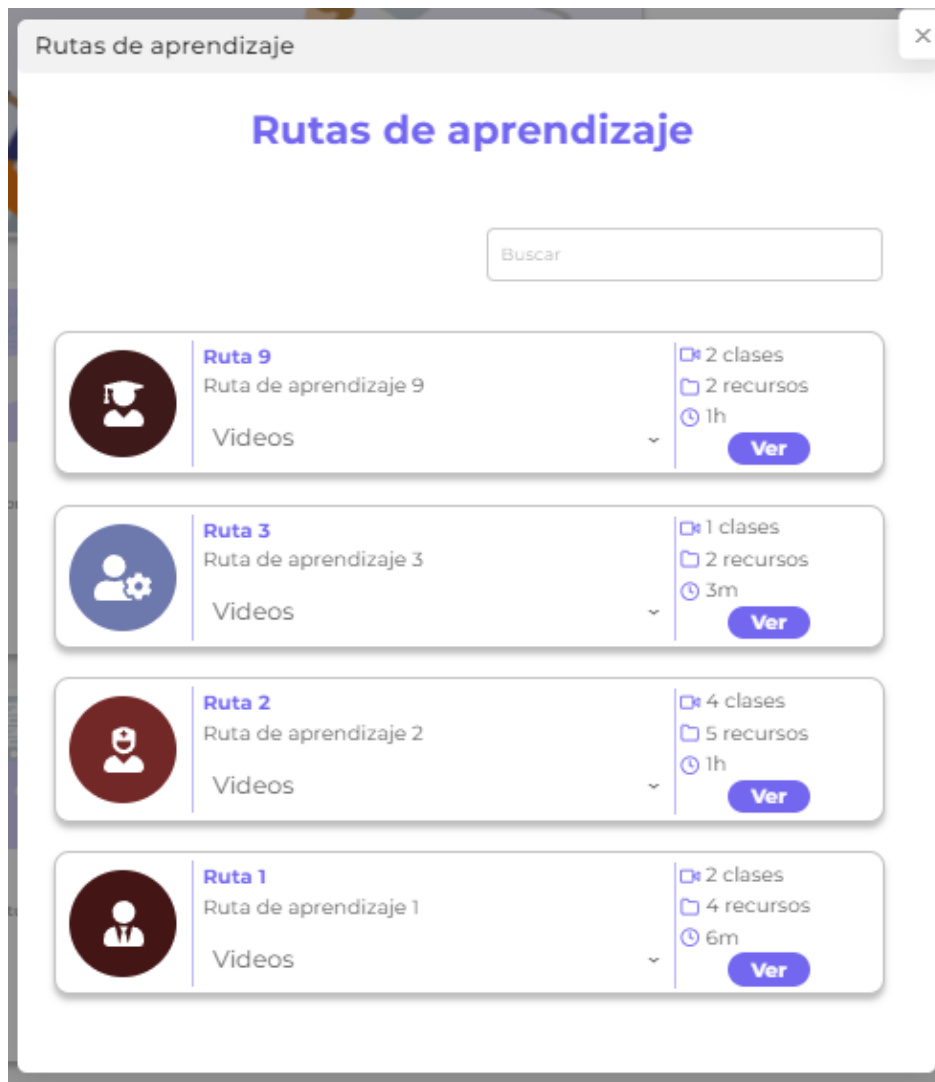 Rutas de aprendizaje
Rutas de aprendizaje
Buscar
Ruta 9
Ruta de aprendizaje 9
Videos
2 clases
2 recursos
1h
Ver
Ruta 3
Ruta de aprendizaje 3
Videos
1 clases
2 recursos
3m
Ver
Ruta 2
Ruta de aprendizaje 2
Videos
4 clases
5 recursos
1h
Ver
Ruta 1
Ruta de aprendizaje 1
Videos
2 clases
4 recursos
6m
Ver